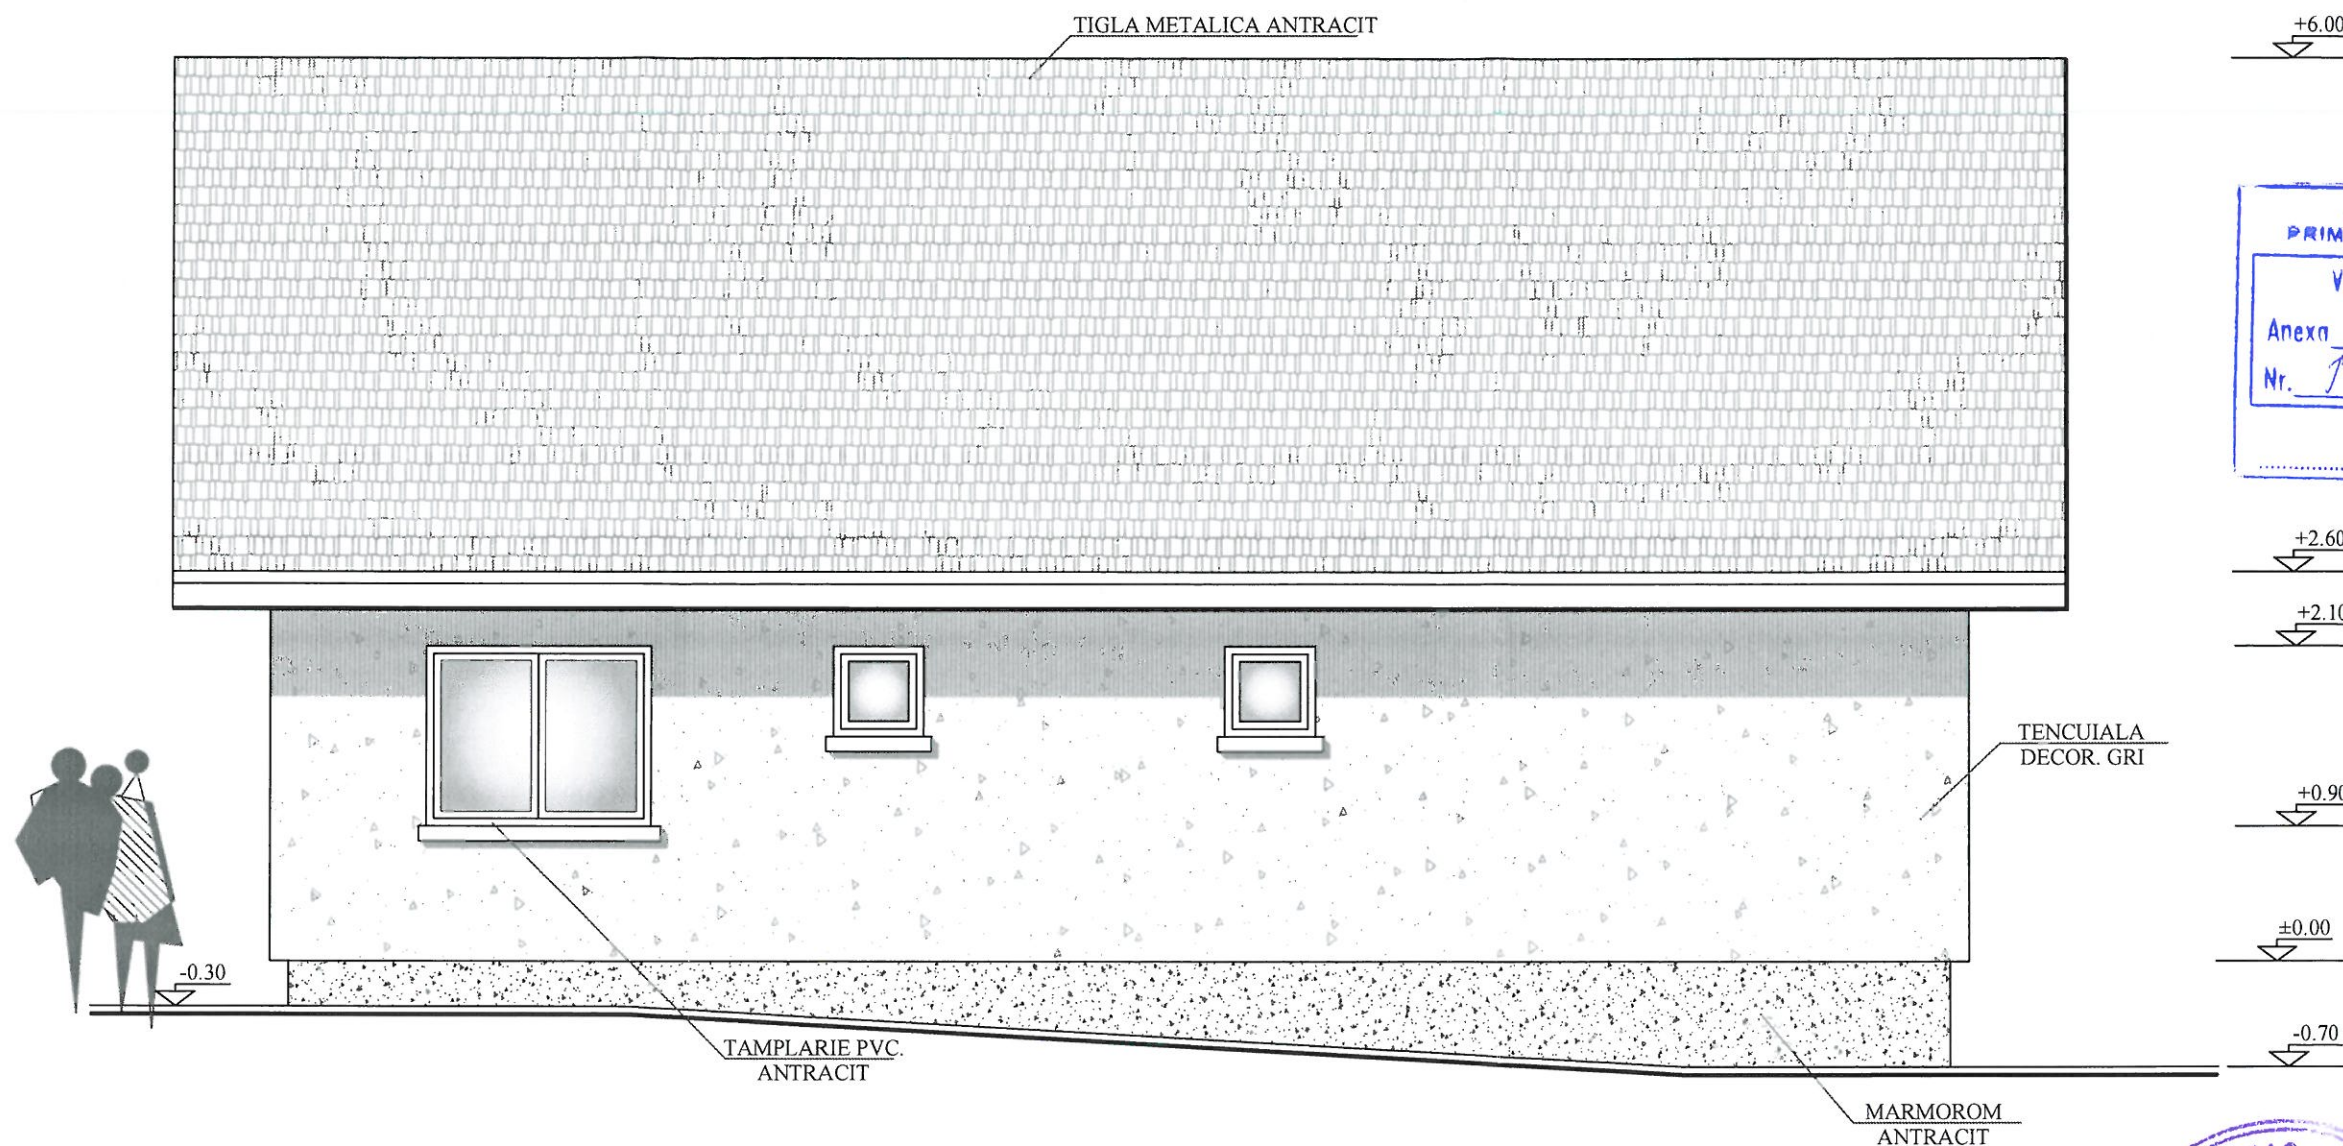 TIGLA METALICA ANTRACIT
+6.00
Anexa
Nr.
+2.60
+2.10
TENCUIALA
DECOR. GRI
+0.90
±0.00
-0.30
-0.70
TAMPLARIE PVC.
ANTRACIT
MARMOROM
ANTRACIT